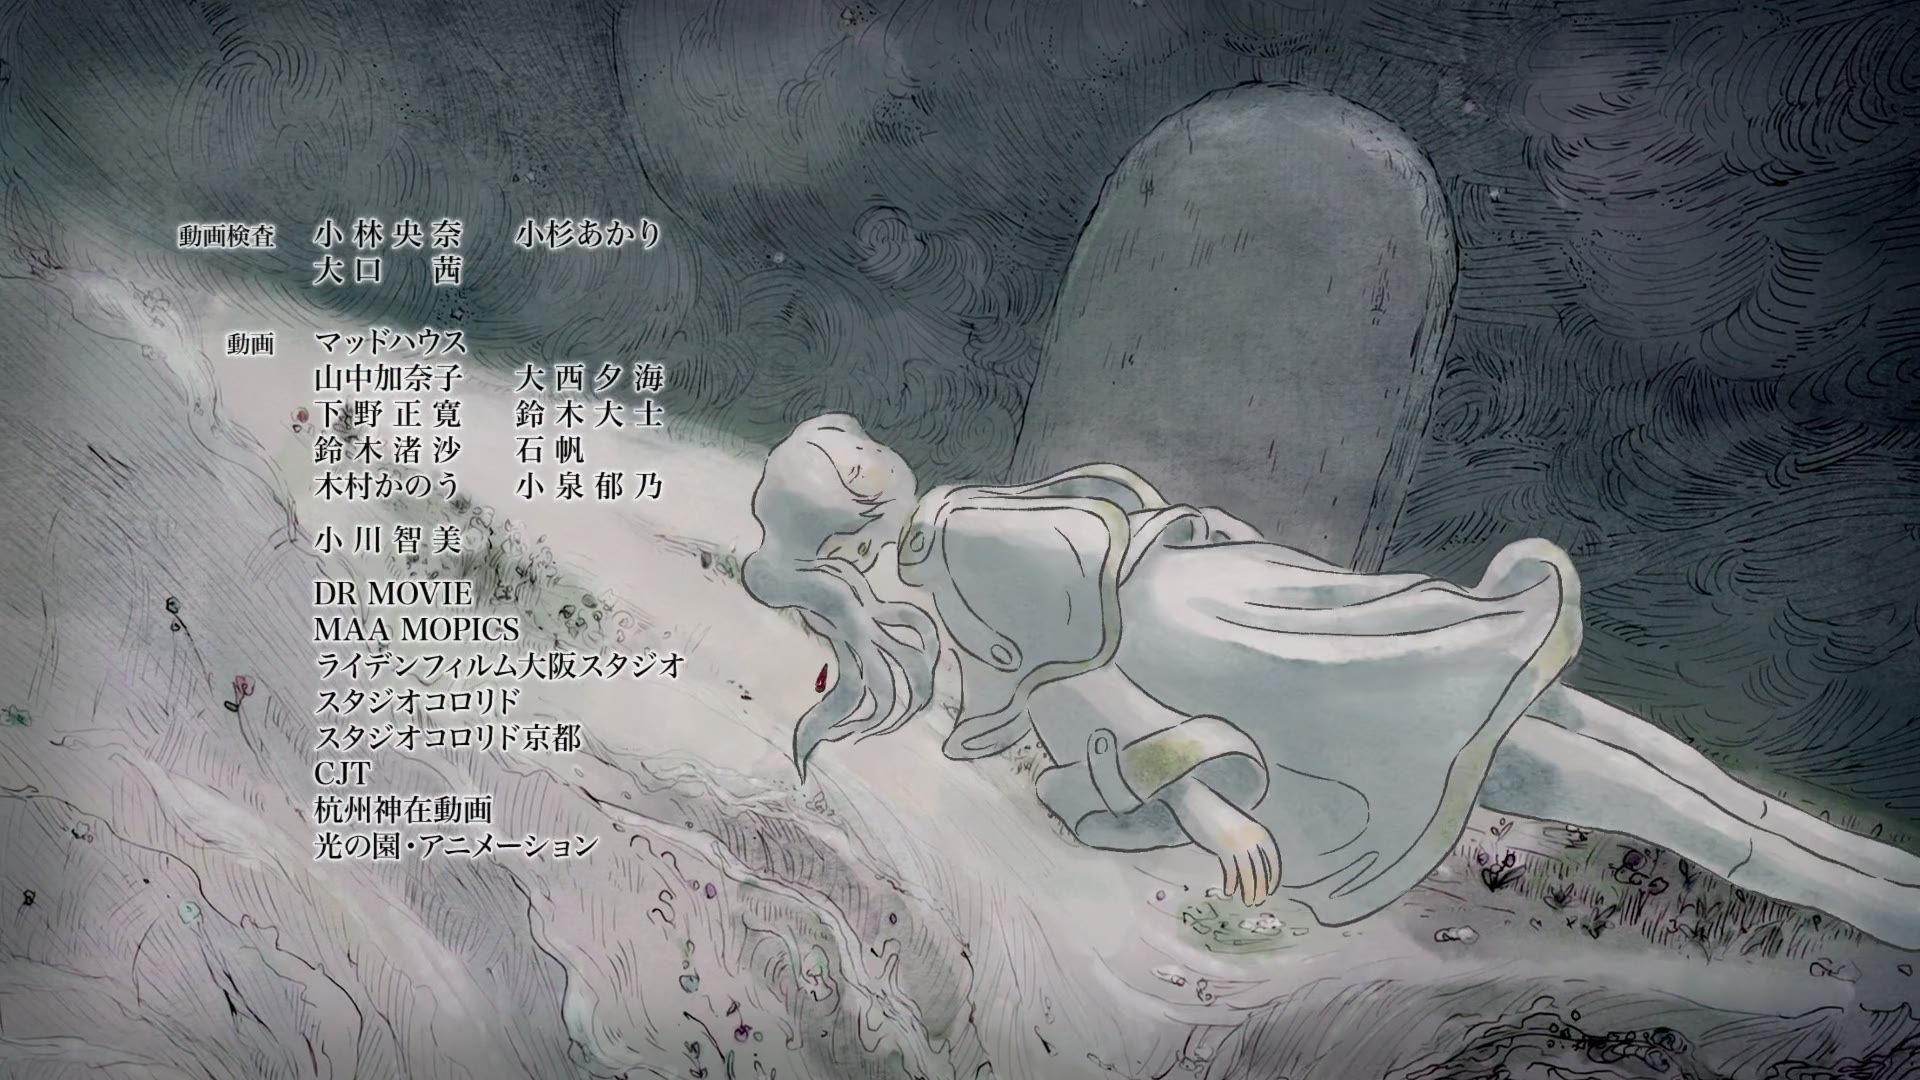 動画検査 小林央奈 小杉あかり
大口 茜
動画 マッドハウス
山中加奈子 大西夕海
下野正寛 鈴木大士
鈴木渚沙 石帆
木村かのう 小泉郁乃
小川智美
DR MOVIE
MAA MOPICS
ライデンフィルム大阪スタジオ
スタジオコロリド
スタジオコロリド京都
CJT
杭州神在動画
光の園・アニメーション